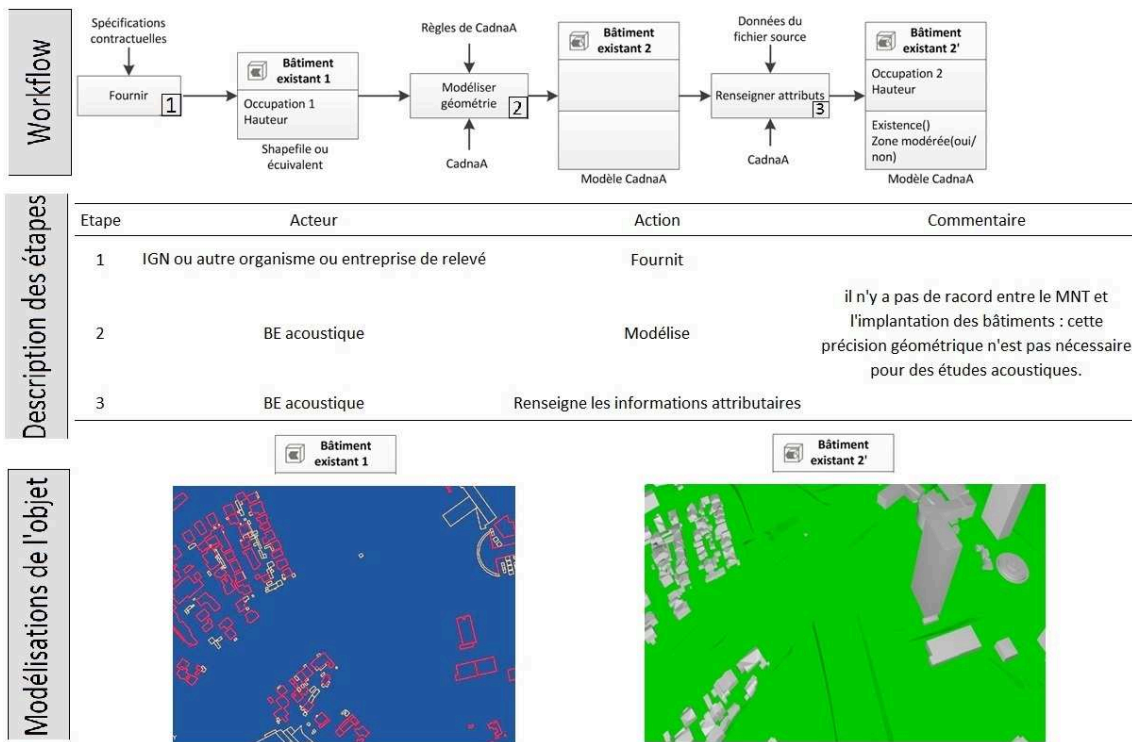 Workflow
Spécifications
contractuelles
Fournir
1
Bâtiment
existant 1
Occupation 1
Hauteur
Shapefile ou
écuivalent
Règles de CadnaA
Modéliser
géométrie
2
CadnaA
Bâtiment
existant 2
Modèle CadnaA
Données du
fichier source
Renseigner attributs
3
CadnaA
Bâtiment
existant 2'
Occupation 2
Hauteur
Existence()
Zone modérée(oui/
non)
Modèle CadnaA
Description des étapes
Etape Acteur Action Commentaire
1 IGN ou autre organisme ou entreprise de relevé Fournit
2 BE acoustique Modélise
il n'y a pas de racord entre le MNT et
l'implantation des bâtiments : cette
précision géométrique n'est pas nécessaire
pour des études acoustiques.
3 BE acoustique Renseigne les informations attributaires
Modélisations de l'objet
Bâtiment
existant 1
Bâtiment
existant 2'